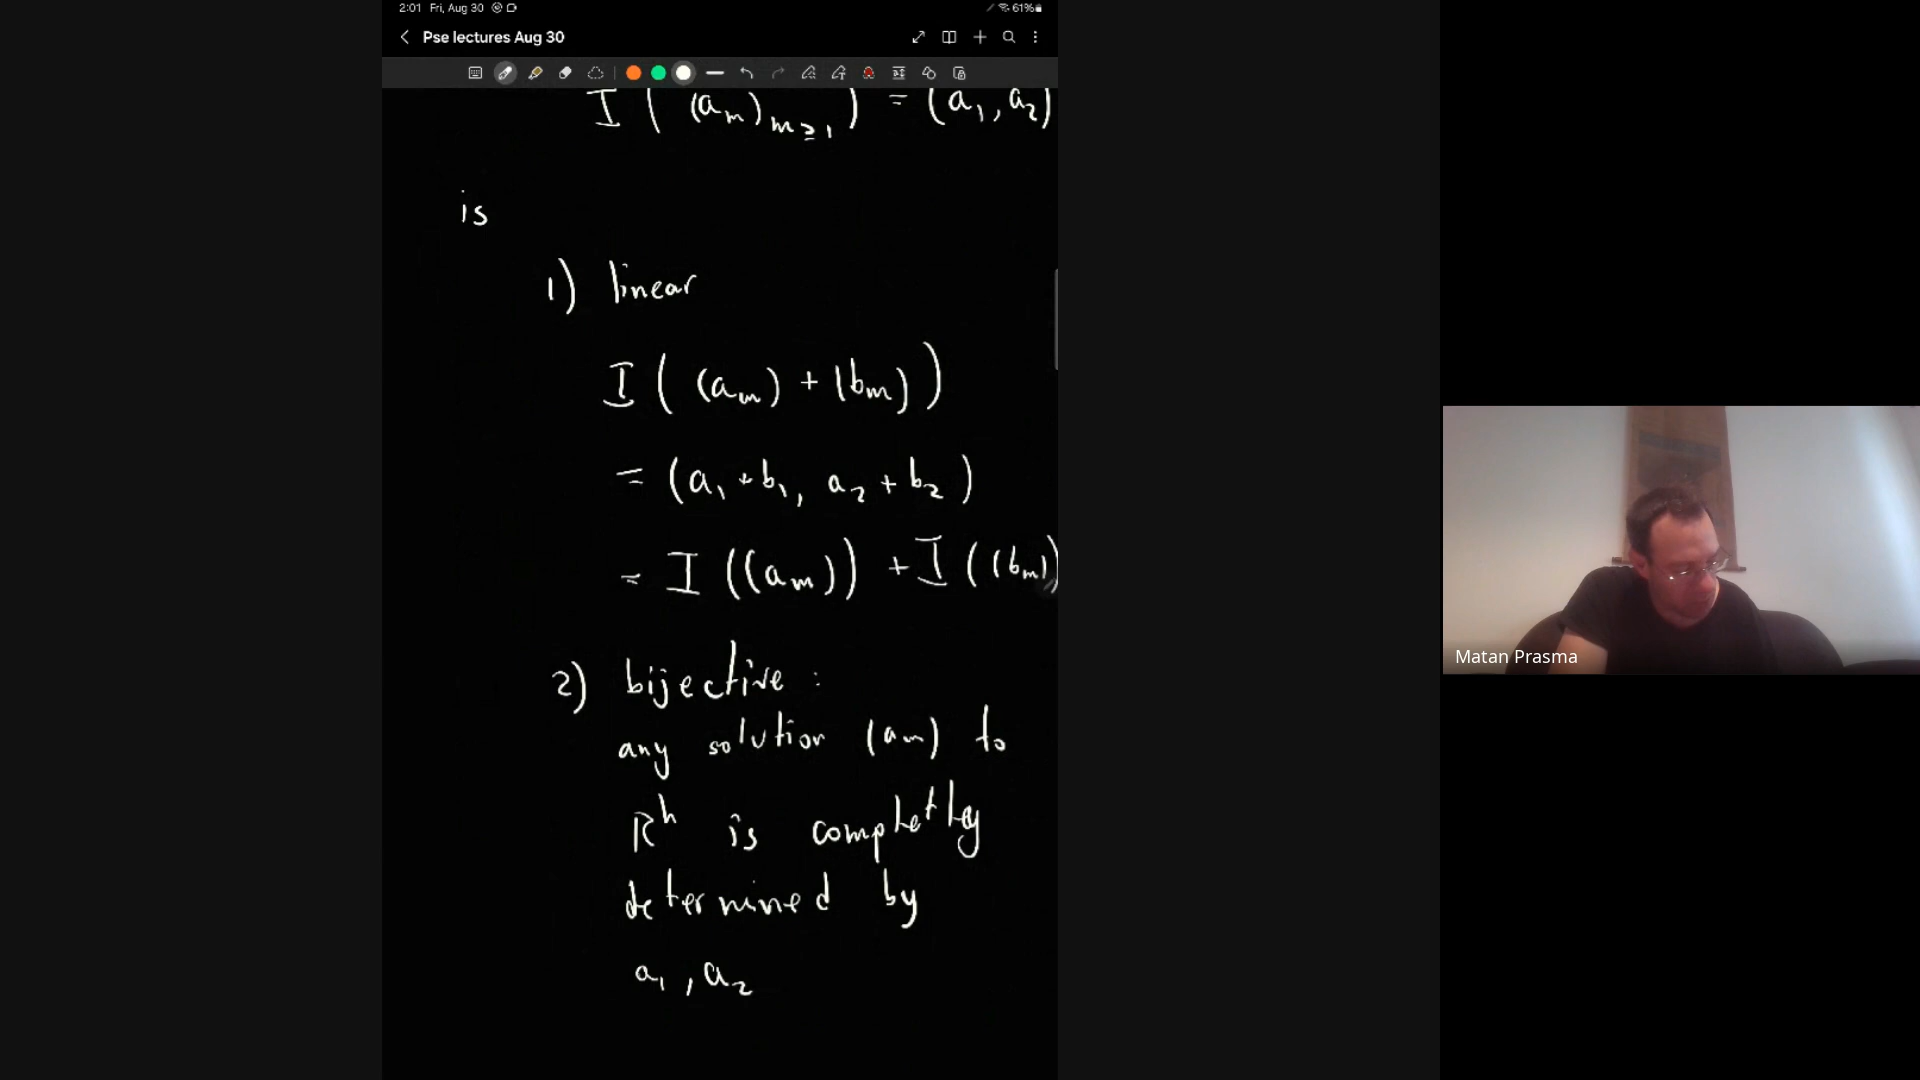 2:01 Fri, Aug 30 61%
Pse lectures Aug 30
I ( (a_m)_{m≥1} ) = (a_1, a_2)
is
1) linear
I ( (a_m) + (b_m) )
= (a_1 + b_1, a_2 + b_2)
= I ((a_m)) + I ((b_m)
2) bijective :
any solution (a_m) to
R^h is completley
determined by
a_1 , a_2
Matan Prasma